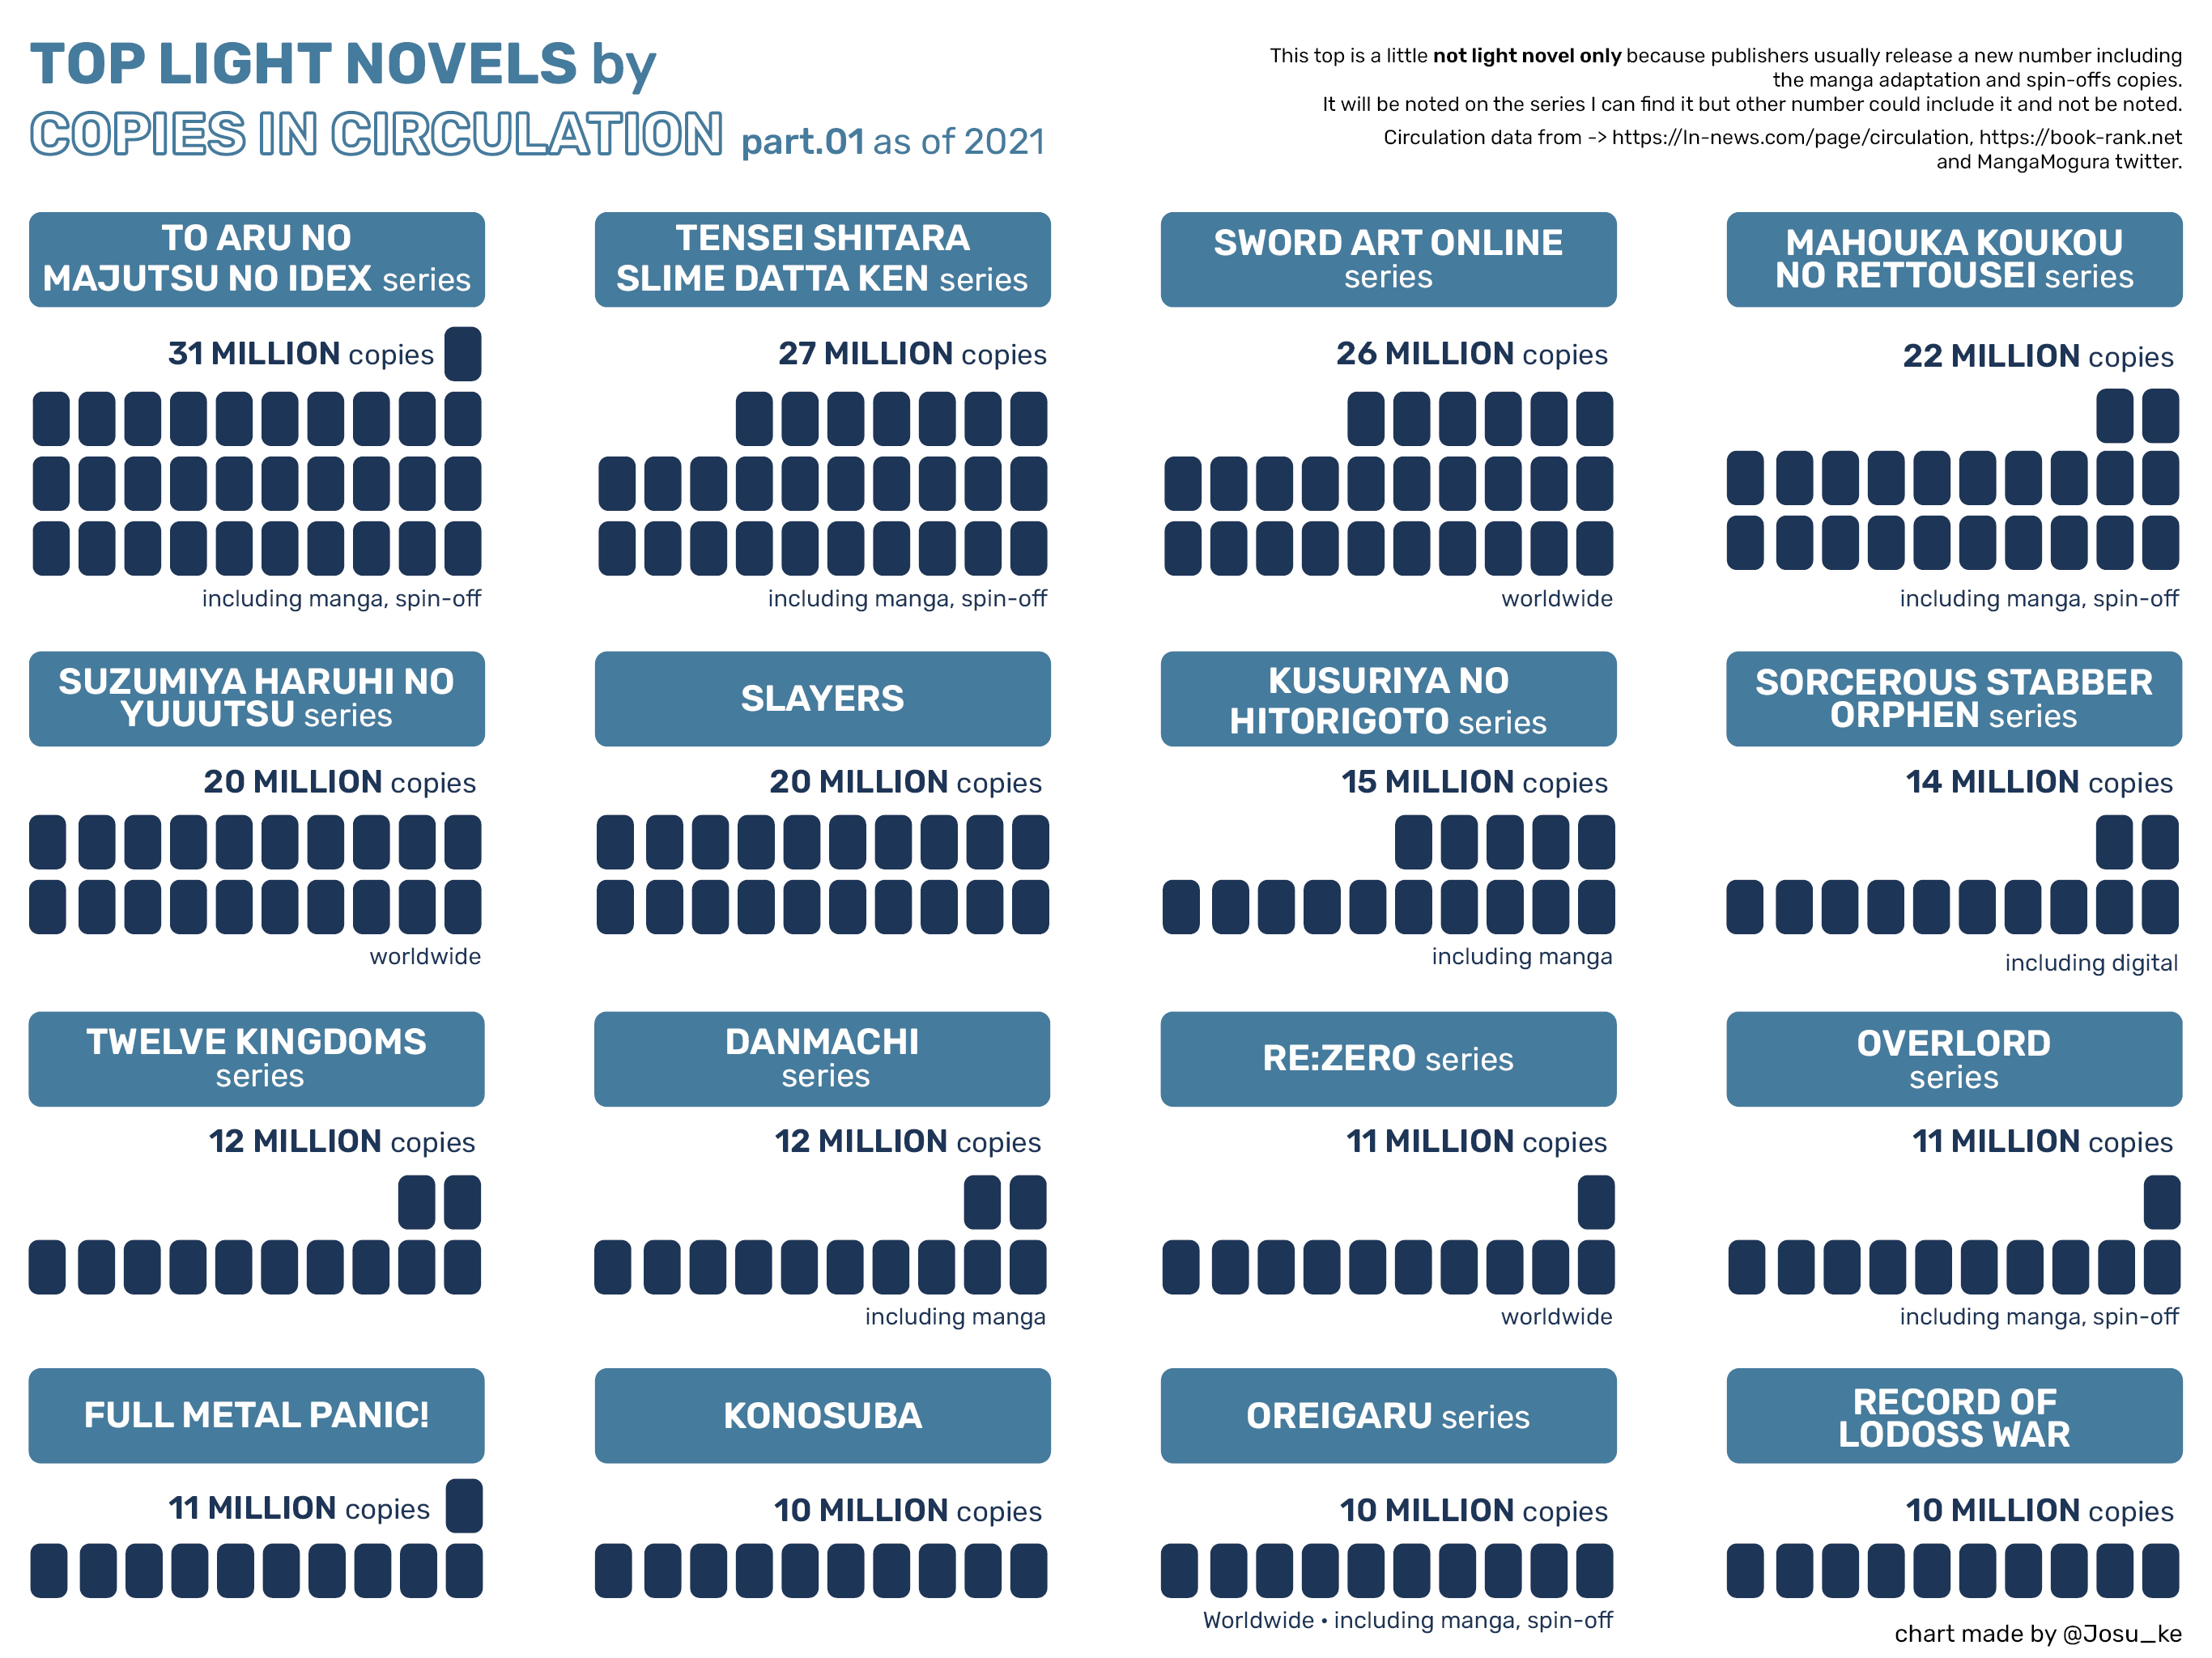 TOP LIGHT NOVELS by
COPIES IN CIRCULATION part.01 as of 2021
This top is a little not light novel only because publishers usually release a new number including
the manga adaptation and spin-offs copies.
It will be noted on the series I can find it but other number could include it and not be noted.
Circulation data from -> https://ln-news.com/page/circulation, https://book-rank.net
and MangaMogura twitter.
TO ARU NO
MAJUTSU NO IDEX series
31 MILLION copies
including manga, spin-off
TENSEI SHITARA
SLIME DATTA KEN series
27 MILLION copies
including manga, spin-off
SWORD ART ONLINE
series
26 MILLION copies
worldwide
MAHOUKA KOUKOU
NO RETTOUSEI series
22 MILLION copies
including manga, spin-off
SUZUMIYA HARUHI NO
YUUUTSU series
20 MILLION copies
worldwide
SLAYERS
20 MILLION copies
KUSURIYA NO
HITORIGOTO series
15 MILLION copies
including manga
SORCEROUS STABBER
ORPHEN series
14 MILLION copies
including digital
TWELVE KINGDOMS
series
12 MILLION copies
DANMACHI
series
12 MILLION copies
including manga
RE:ZERO series
11 MILLION copies
worldwide
OVERLORD
series
11 MILLION copies
including manga, spin-off
FULL METAL PANIC!
11 MILLION copies
KONOSUBA
10 MILLION copies
OREIGARU series
10 MILLION copies
Worldwide • including manga, spin-off
RECORD OF
LODOSS WAR
10 MILLION copies
chart made by @Josu_ke